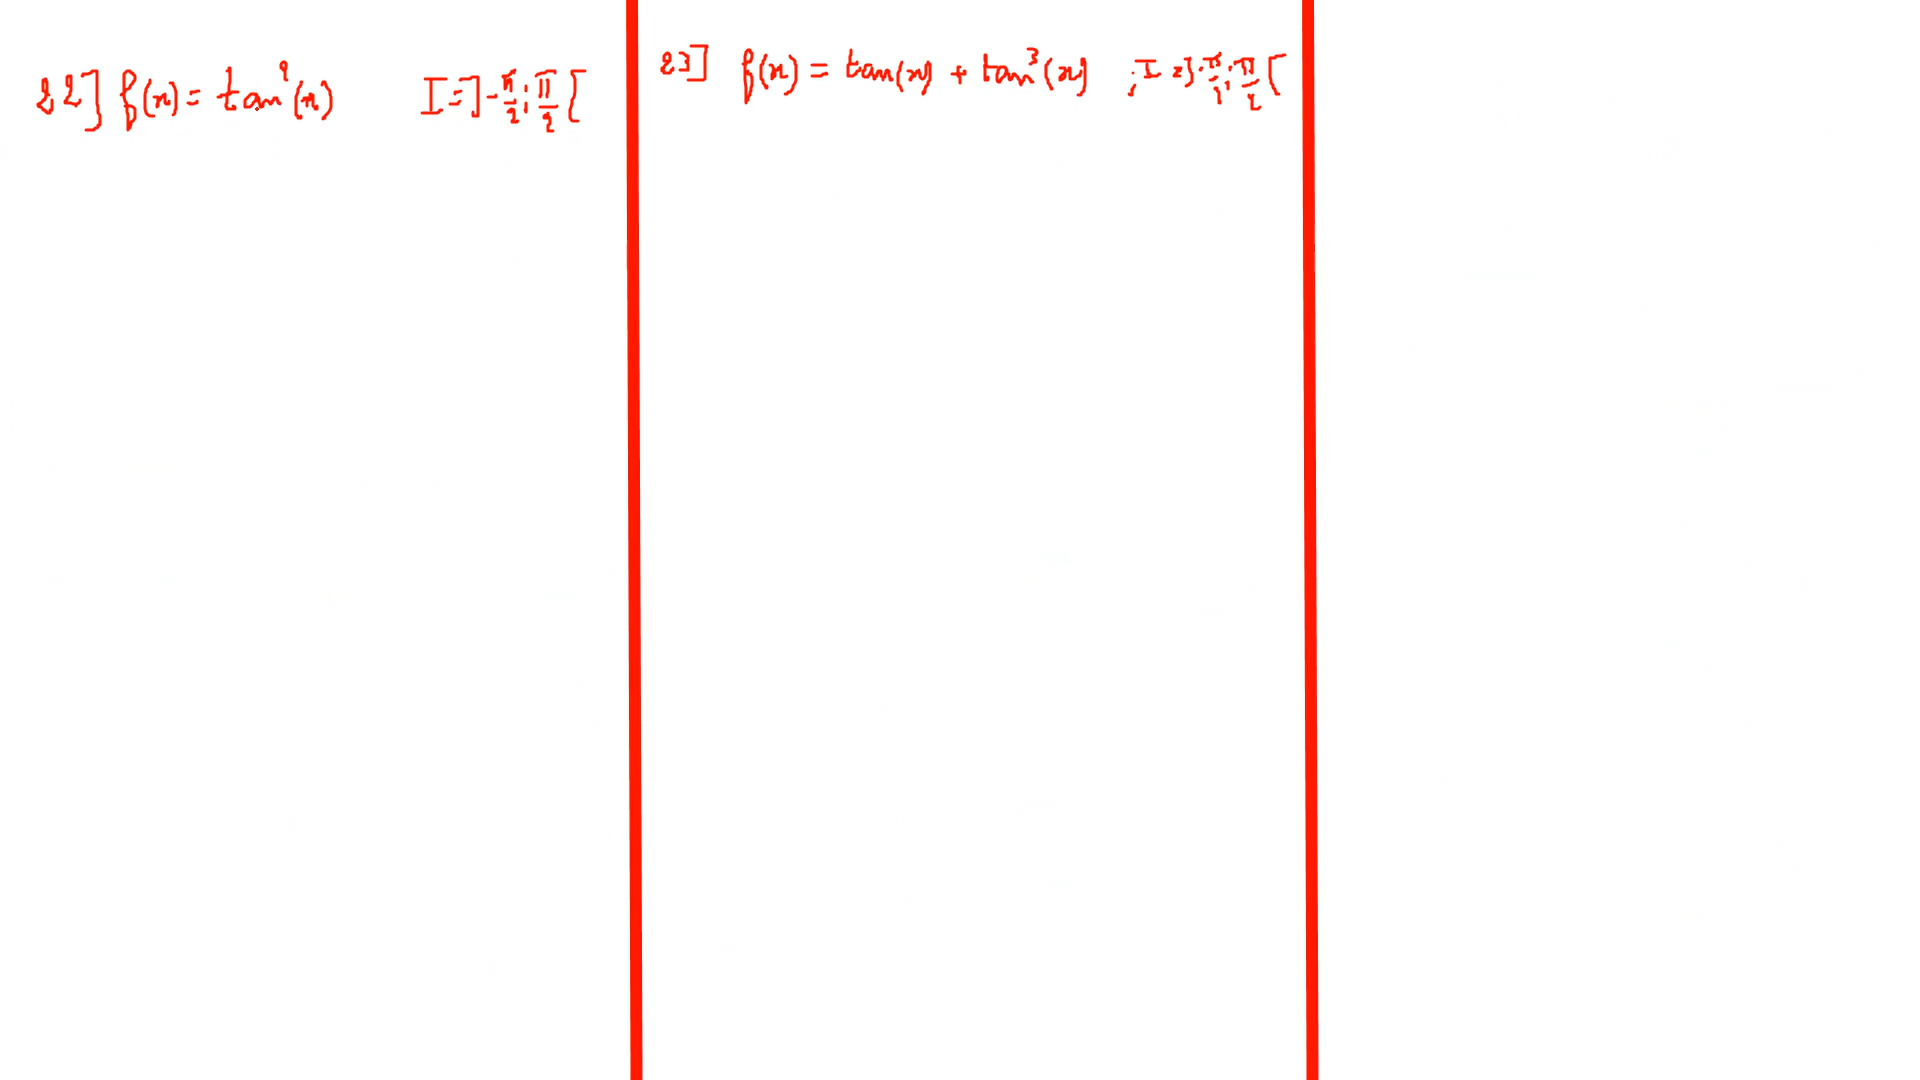 22] f(x) = tan²(x) I = ]-π/2 ; π/2 [
23] f(x) = tan(x) + tan³(x) ; I = ]-π/2 ; π/2 [